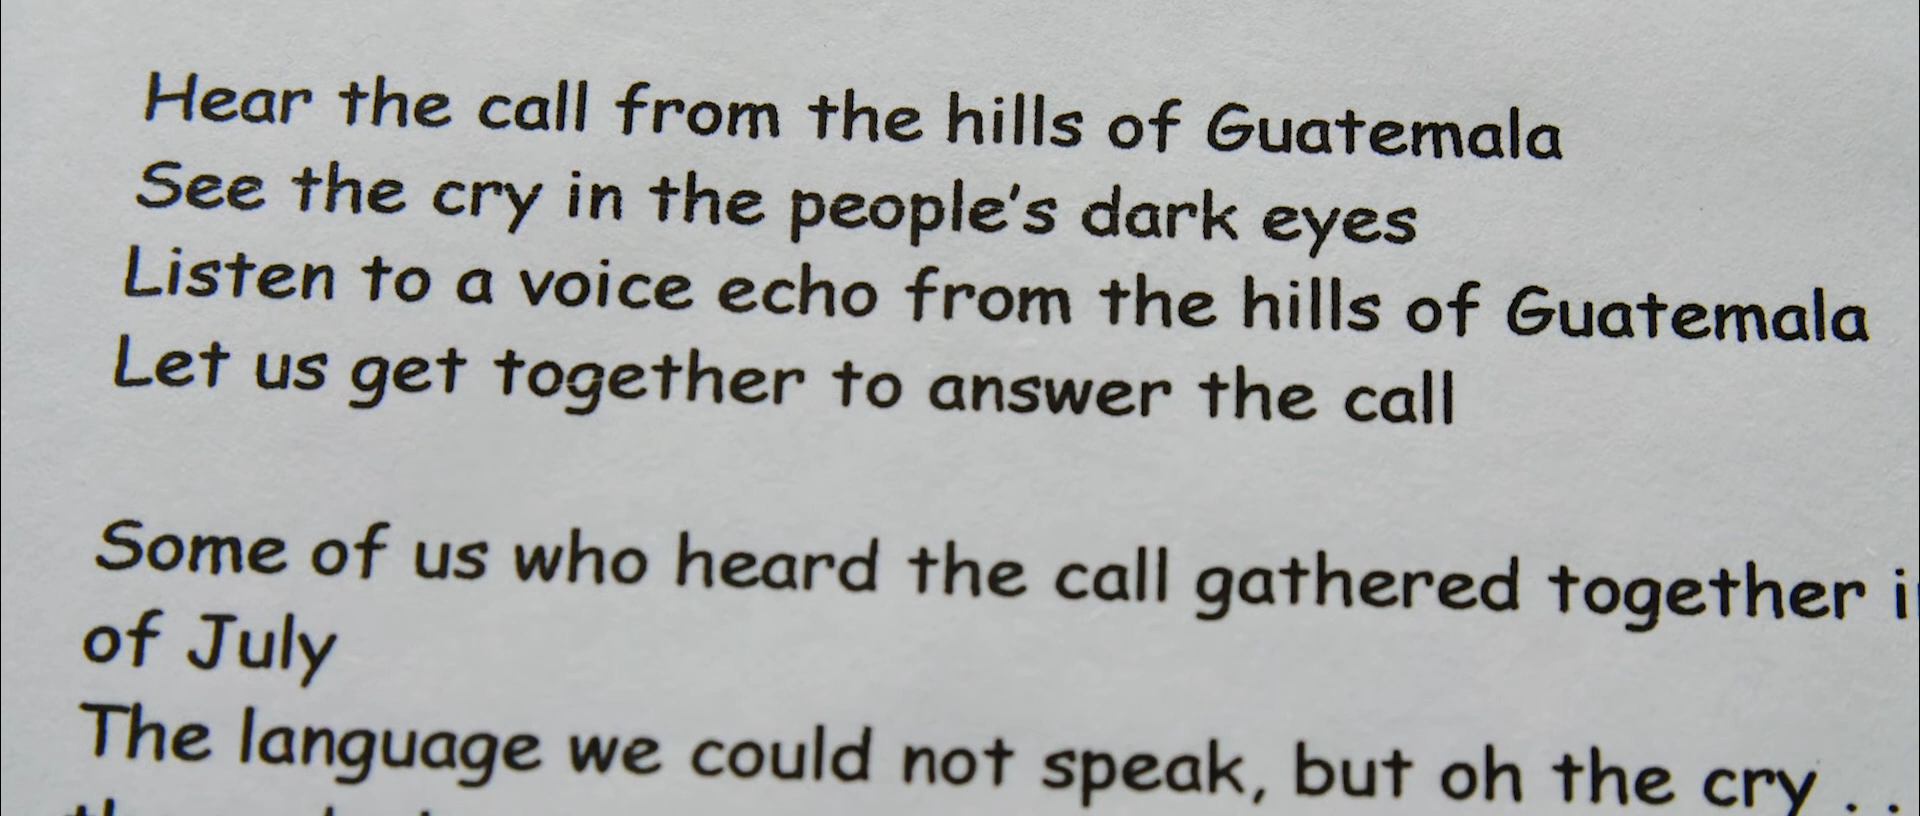 Hear the call from the hills of Guatemala
See the cry in the people's dark eyes
Listen to a voice echo from the hills of Guatemala
Let us get together to answer the call
Some of us who heard the call gathered together
of July
The language we could not speak, but oh the cry . .